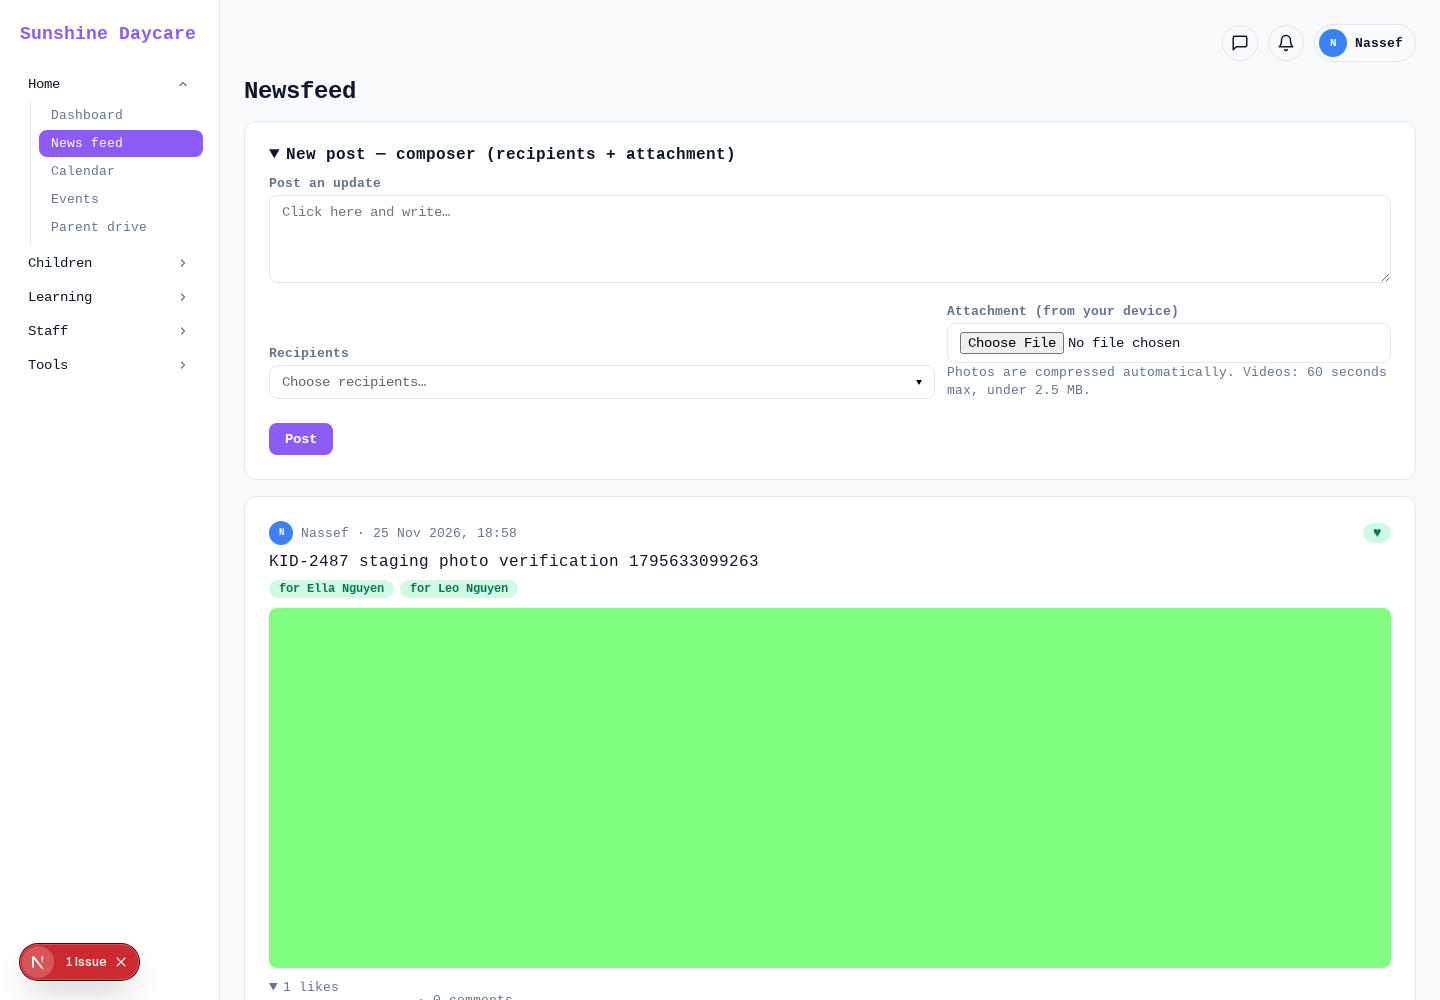 Sunshine Daycare
N Nassef
Home
Dashboard
News feed
Calendar
Events
Parent drive
Children
Learning
Staff
Tools
Newsfeed
▼ New post — composer (recipients + attachment)
Post an update
Click here and write…
Attachment (from your device)
Choose File No file chosen
Photos are compressed automatically. Videos: 60 seconds
max, under 2.5 MB.
Recipients
Choose recipients…
Post
N Nassef · 25 Nov 2026, 18:58
KID-2487 staging photo verification 1795633099263
for Ella Nguyen for Leo Nguyen
▼ 1 likes
· 0 comments
N 1 Issue